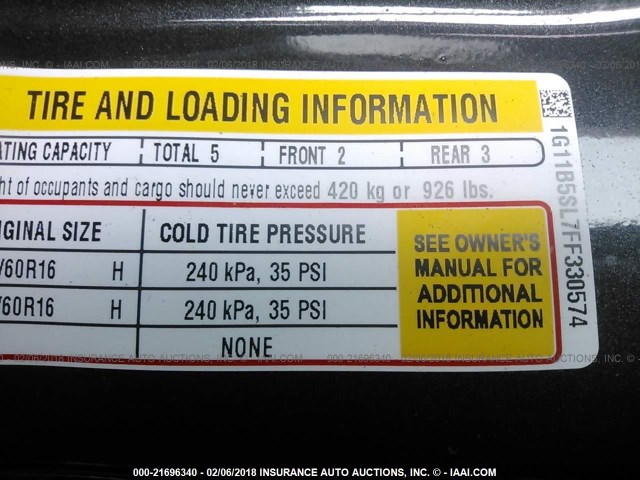 TIRE AND LOADING INFORMATION
ATING CAPACITY TOTAL 5 FRONT 2 REAR 3
ht of occupants and cargo should never exceed 420 kg or 926 lbs.
IGINAL SIZE COLD TIRE PRESSURE
/60R16 H 240 kPa, 35 PSI
/60R16 H 240 kPa, 35 PSI
NONE
SEE OWNER'S
MANUAL FOR
ADDITIONAL
INFORMATION
1G11B5SL7FF330574
000-21696340 - 02/06/2018 INSURANCE AUTO AUCTIONS, INC. - © IAAI.COM